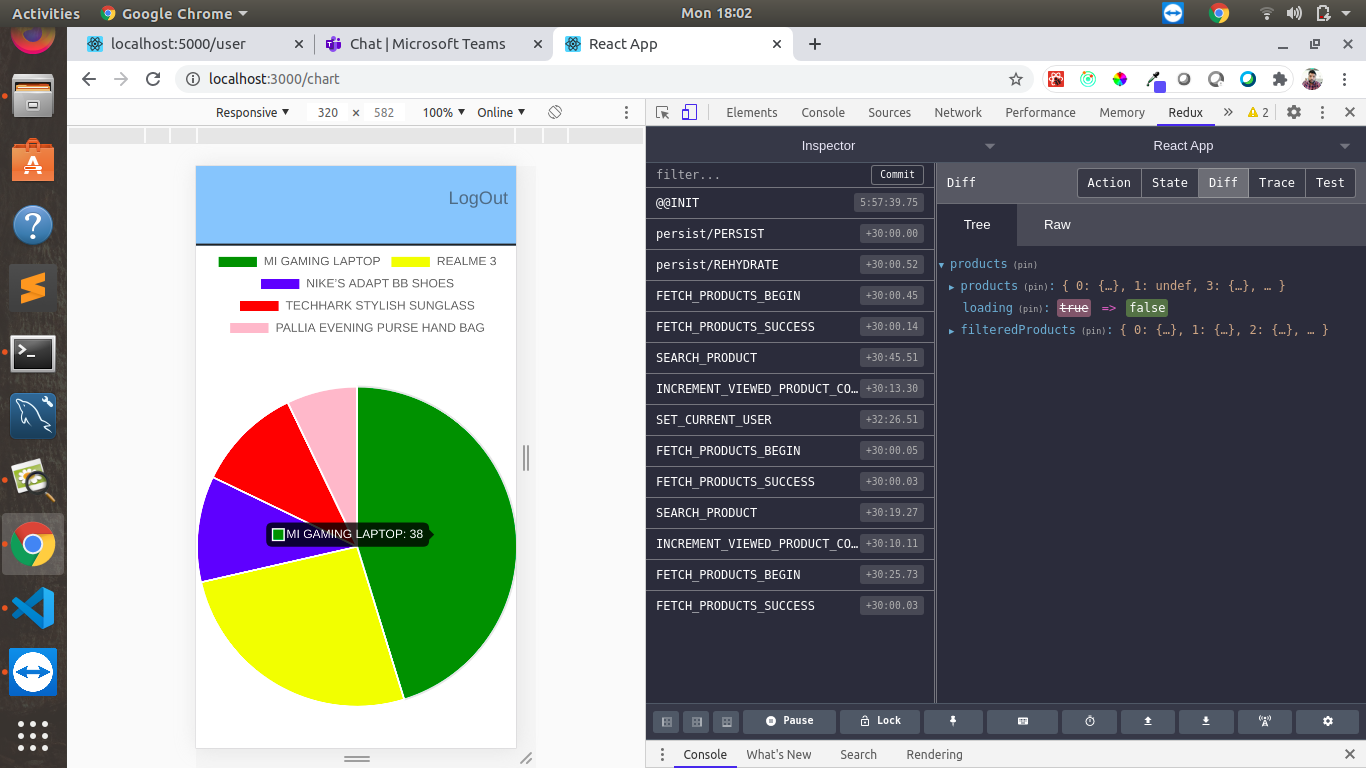 Activities Google Chrome Mon 18:02
localhost:5000/user Chat | Microsoft Teams React App
localhost:3000/chart
Responsive 320 × 582 100% Online
Elements Console Sources Network Performance Memory Redux » 2
Inspector React App
filter... Commit
Diff Action State Diff Trace Test
Tree Raw
@@INIT 5:57:39.75
persist/PERSIST +30:00.00
persist/REHYDRATE +30:00.52
FETCH_PRODUCTS_BEGIN +30:00.45
FETCH_PRODUCTS_SUCCESS +30:00.14
SEARCH_PRODUCT +30:45.51
INCREMENT_VIEWED_PRODUCT_CO… +30:13.30
SET_CURRENT_USER +32:26.51
FETCH_PRODUCTS_BEGIN +30:00.05
FETCH_PRODUCTS_SUCCESS +30:00.03
SEARCH_PRODUCT +30:19.27
INCREMENT_VIEWED_PRODUCT_CO… +30:10.11
FETCH_PRODUCTS_BEGIN +30:25.73
FETCH_PRODUCTS_SUCCESS +30:00.03
products (pin)
products (pin): { 0: {…}, 1: undef, 3: {…}, … }
loading (pin): true => false
filteredProducts (pin): { 0: {…}, 1: {…}, 2: {…}, … }
LogOut
MI GAMING LAPTOP REALME 3
NIKE'S ADAPT BB SHOES
TECHHARK STYLISH SUNGLASS
PALLIA EVENING PURSE HAND BAG
MI GAMING LAPTOP: 38
Pause Lock
Console What's New Search Rendering